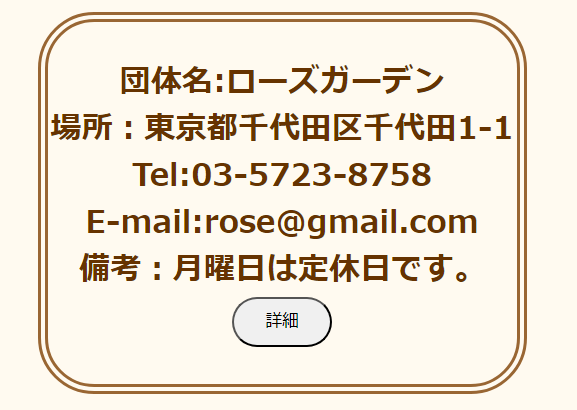 団体名:ローズガーデン
場所：東京都千代田区千代田1-1
Tel:03-5723-8758
E-mail:rose@gmail.com
備考：月曜日は定休日です。
詳細